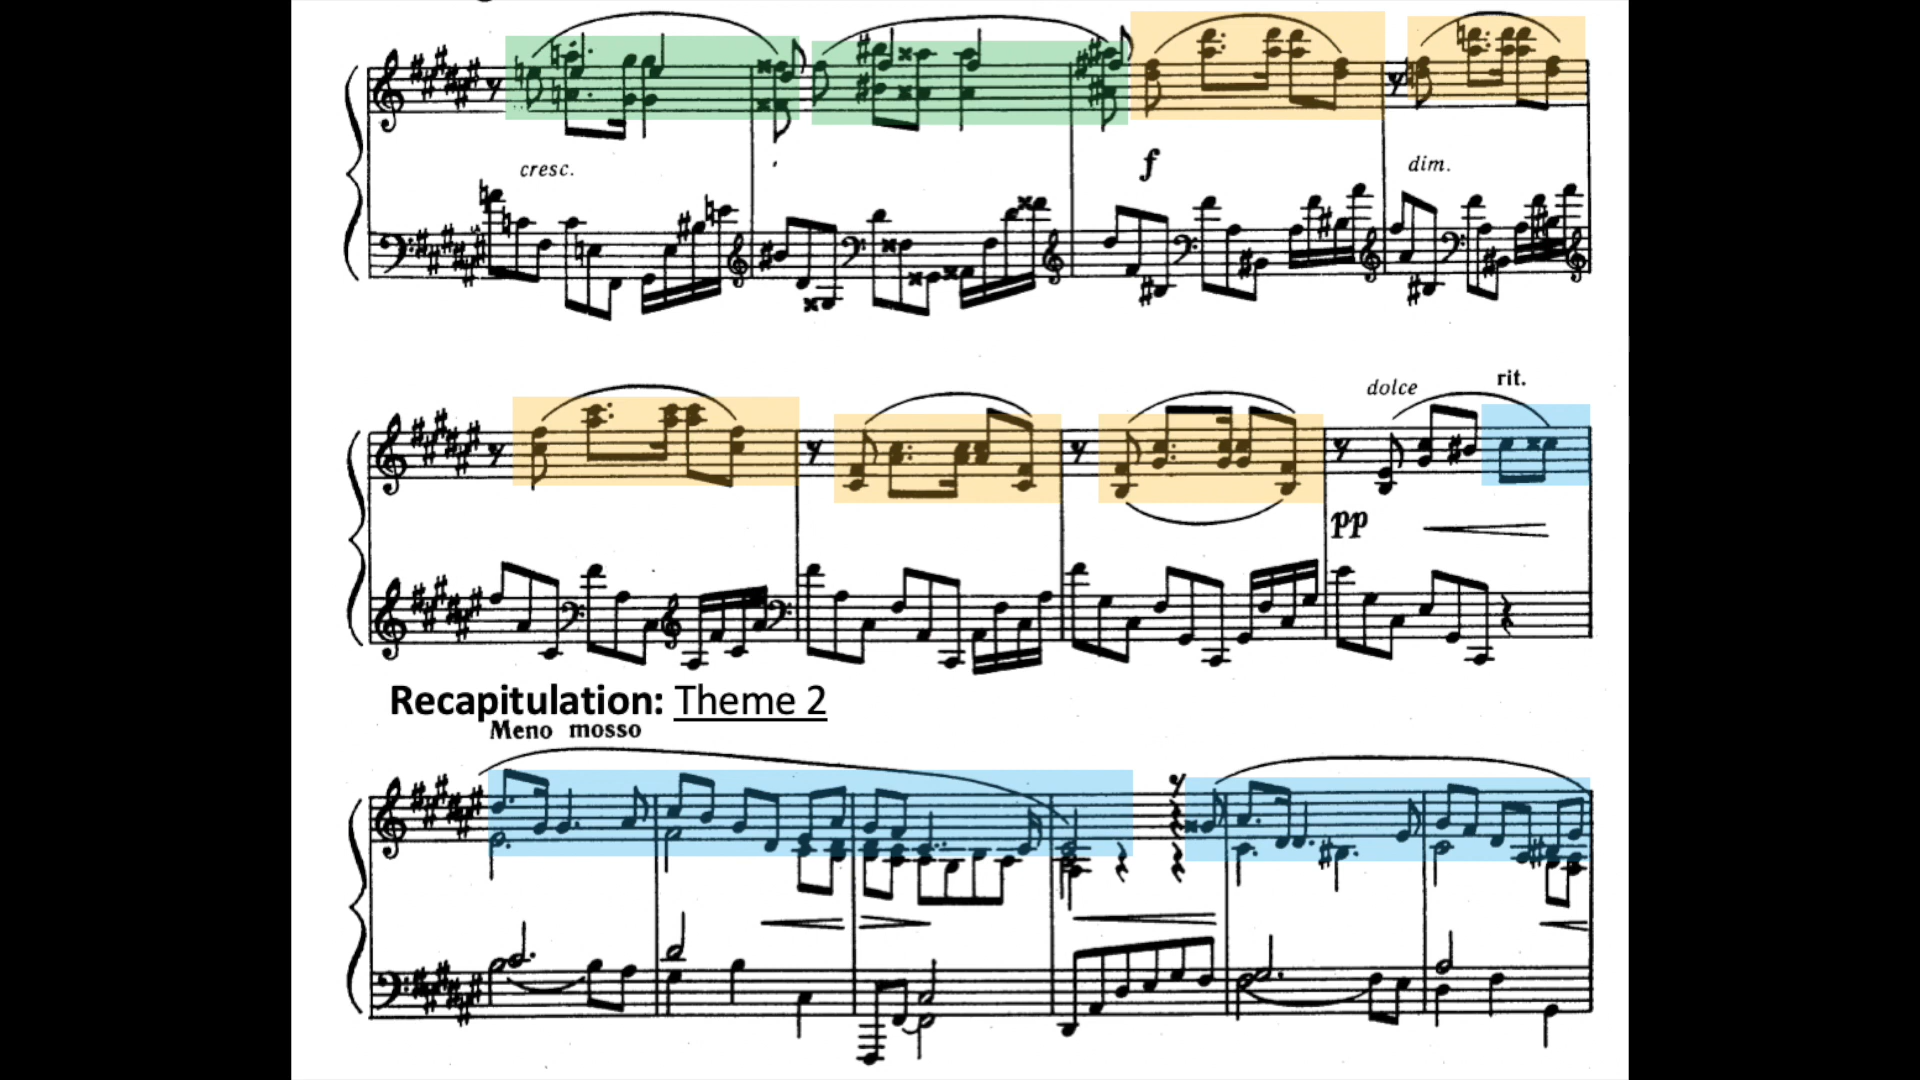 cresc.
f
dim.
dolce
rit.
pp
Recapitulation: Theme 2
Meno mosso